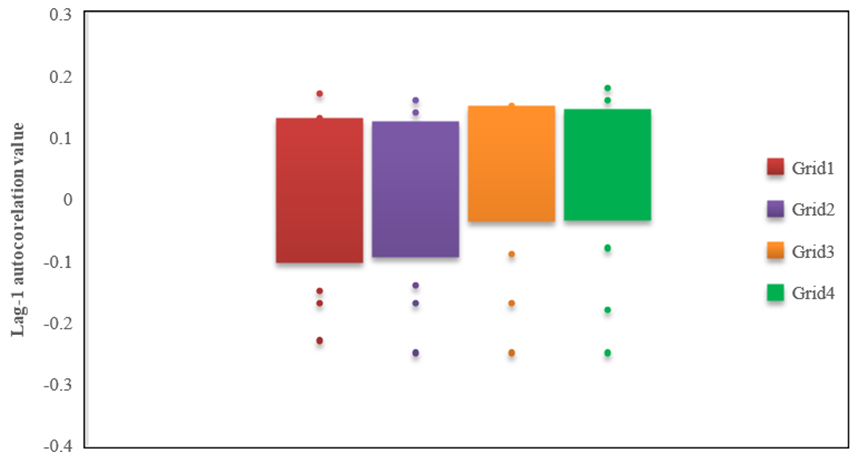 0.3
0.2
0.1
0
-0.1
-0.2
-0.3
-0.4
Lag-1 autocorelation value
Grid1
Grid2
Grid3
Grid4